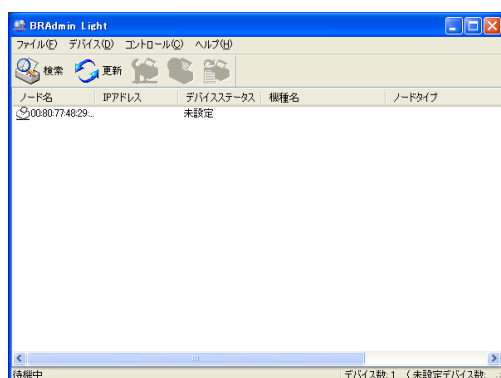 BRAdmin Light
ファイル(F) デバイス(D) コントロール(C) ヘルプ(H)
検索 更新
ノード名 IPアドレス デバイスステータス 機種名 ノードタイプ
00:80:77:48:29:... 未設定
待機中 デバイス数: 1 (未設定デバイス数: